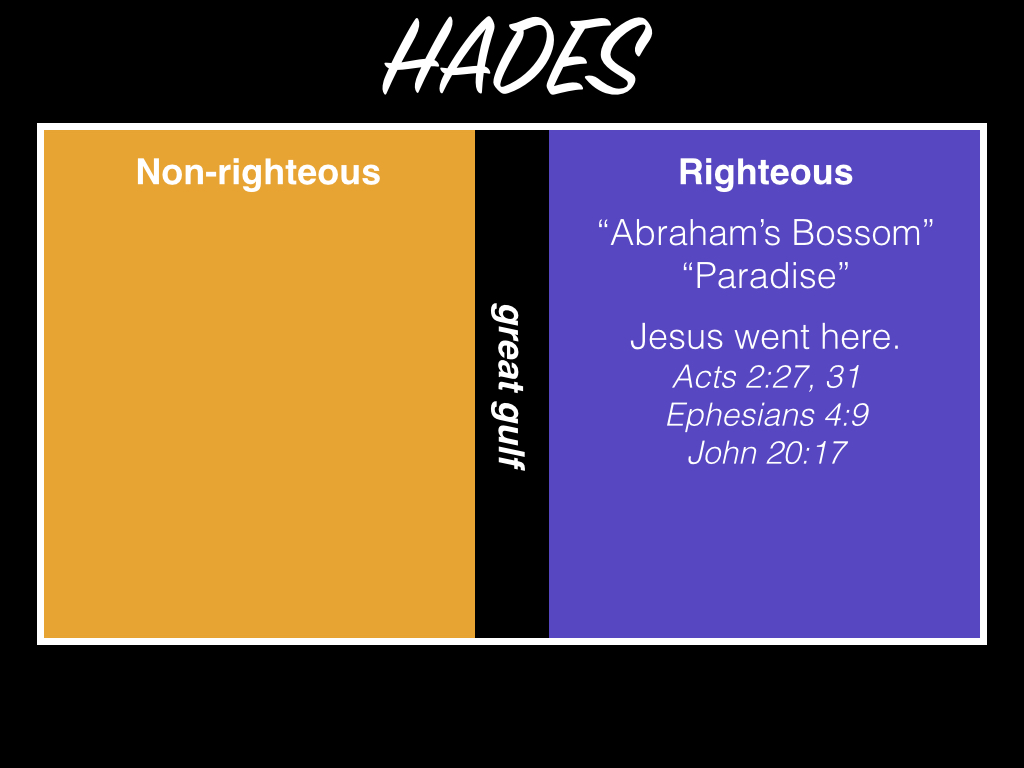 HADES
Non-righteous
great gulf
Righteous
“Abraham’s Bossom”
“Paradise”
Jesus went here.
Acts 2:27, 31
Ephesians 4:9
John 20:17